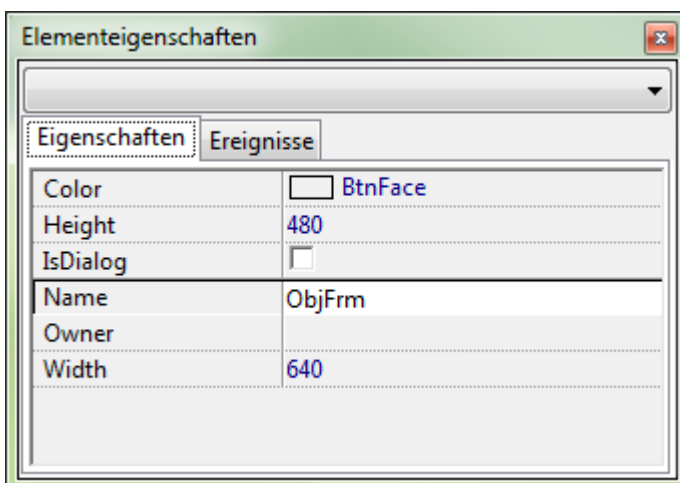 Elementeigenschaften
Eigenschaften Ereignisse
Color BtnFace
Height 480
IsDialog
Name ObjFrm
Owner
Width 640